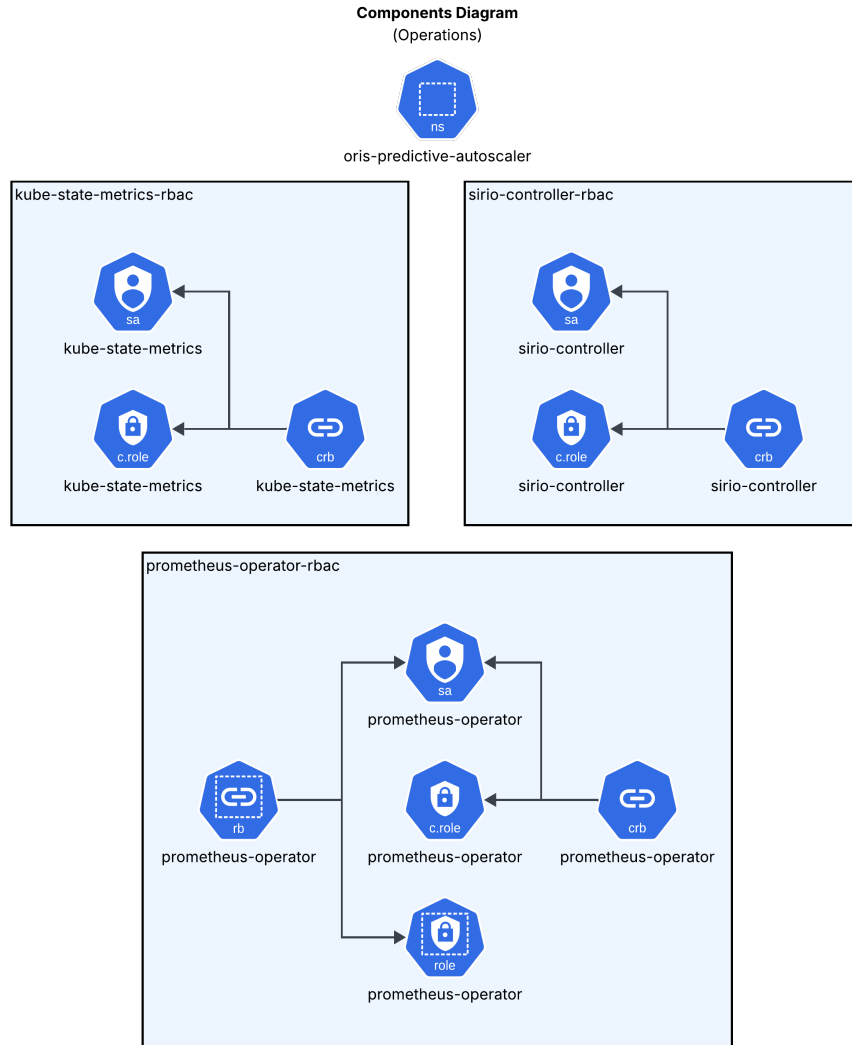 Components Diagram
(Operations)
ns
oris-predictive-autoscaler
kube-state-metrics-rbac
sa
kube-state-metrics
c.role
kube-state-metrics
crb
kube-state-metrics
sirio-controller-rbac
sa
sirio-controller
c.role
sirio-controller
crb
sirio-controller
prometheus-operator-rbac
sa
prometheus-operator
rb
prometheus-operator
c.role
prometheus-operator
crb
prometheus-operator
role
prometheus-operator